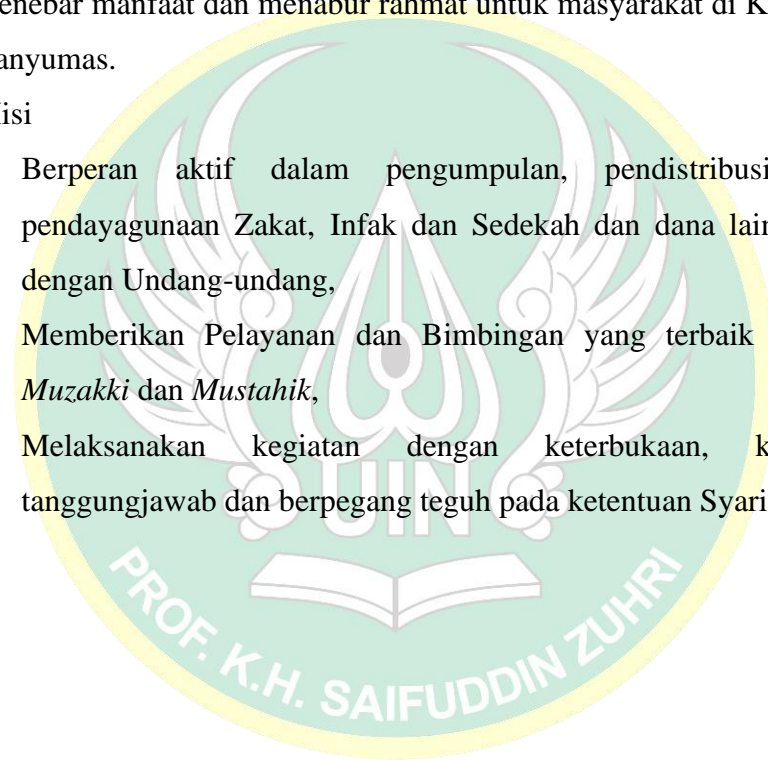 enebar manfaat dan menabur rahmat untuk masyarakat di K
anyumas.
isi
Berperan aktif dalam pengumpulan, pendistribusi
pendayagunaan Zakat, Infak dan Sedekah dan dana lain
dengan Undang-undang,
Memberikan Pelayanan dan Bimbingan yang terbaik
Muzakki dan Mustahik,
Melaksanakan kegiatan dengan keterbukaan, k
tanggungjawab dan berpegang teguh pada ketentuan Syari
UIN
PROF. K.H. SAIFUDDIN ZUHRI